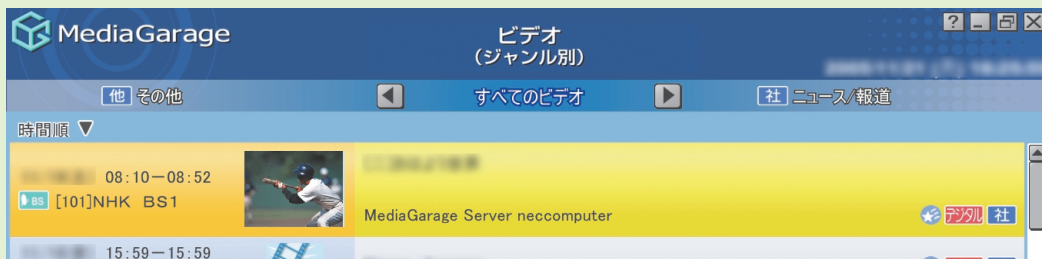 MediaGarage
ビデオ
(ジャンル別)
?
他 その他
すべてのビデオ
社 ニュース/報道
時間順 ▼
08:10－08:52
BS [101]NHK BS1
MediaGarage Server neccomputer
デジタル 社
15:59－15:59